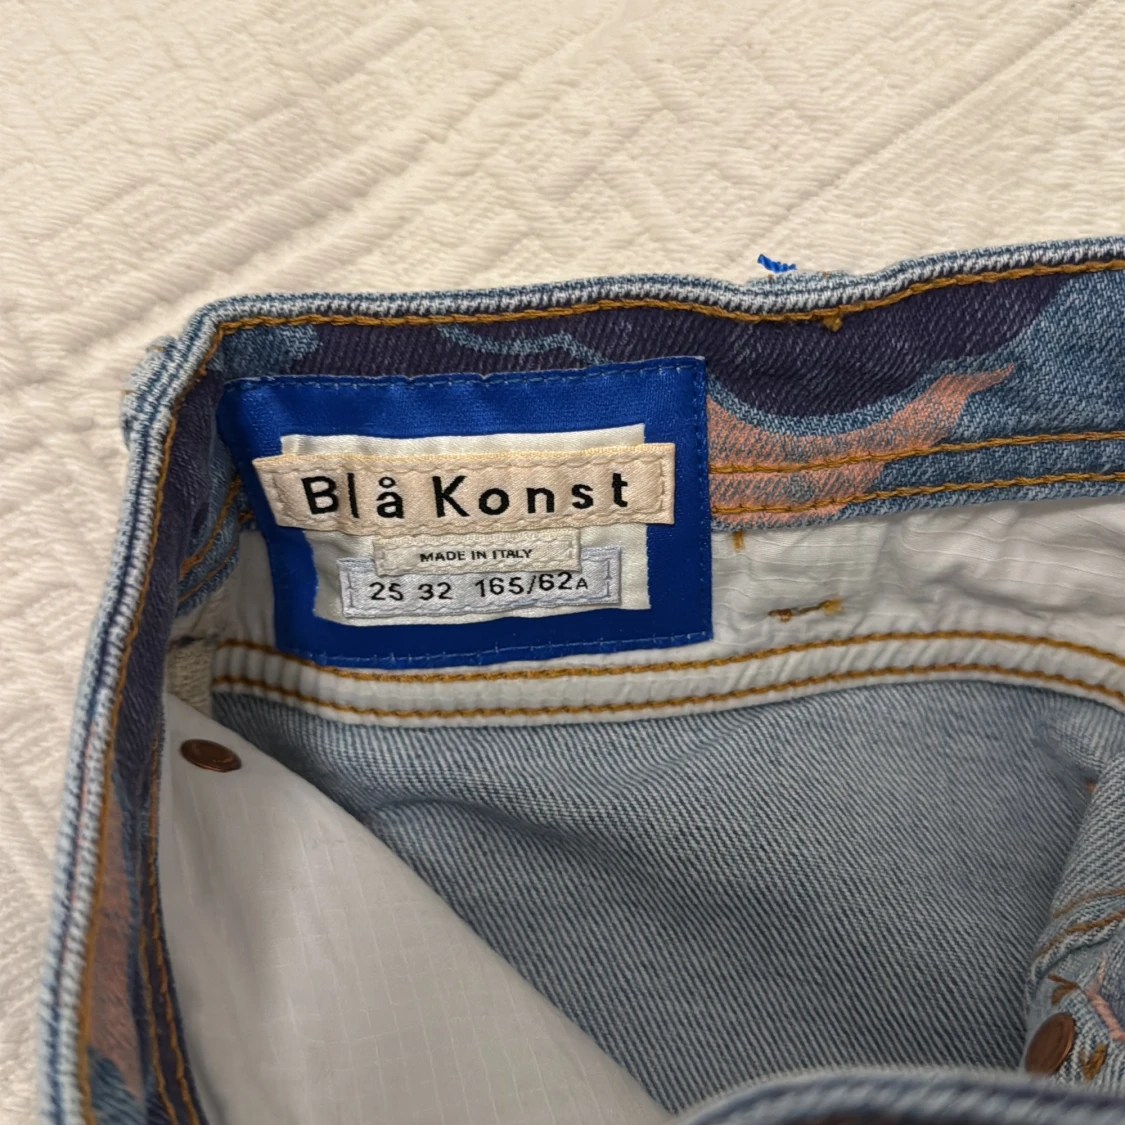 Blå Konst
MADE IN ITALY
25 32 165/62A